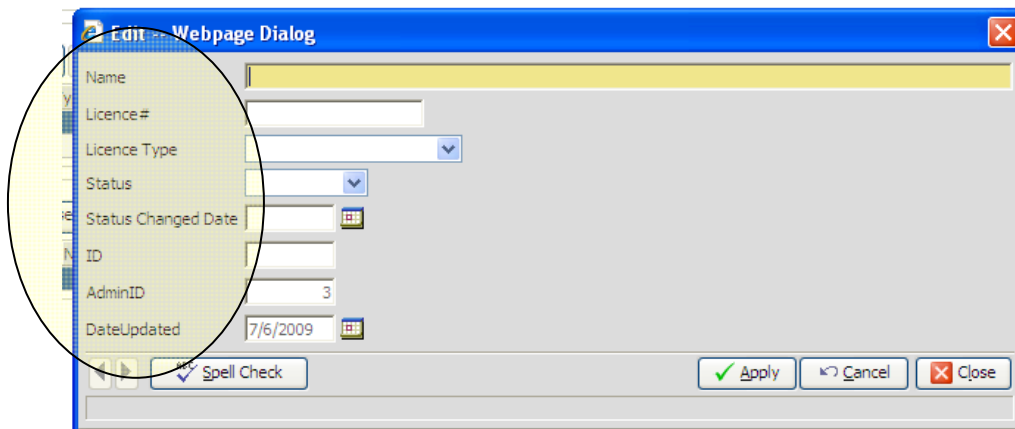 Edit -- Webpage Dialog
Name
Licence#
Licence Type
Status
Status Changed Date
ID
AdminID 3
DateUpdated 7/6/2009
ABC Spell Check Apply Cancel Close